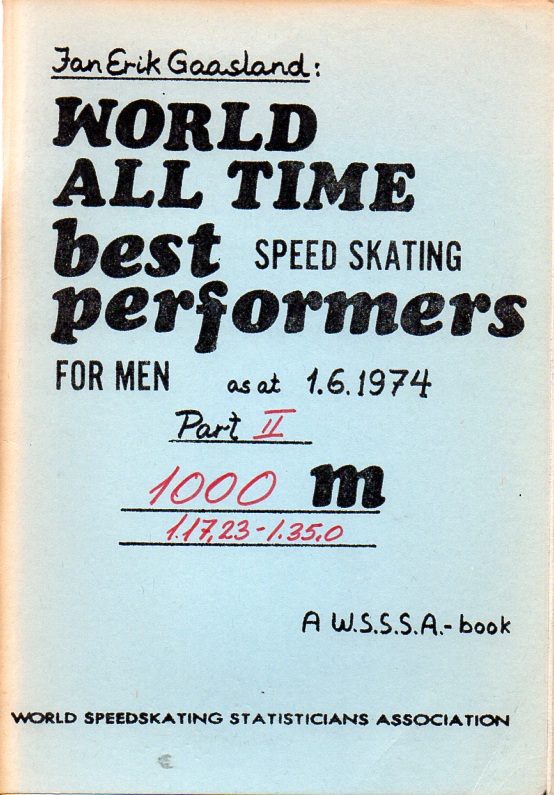 Jan Erik Gaasland:
WORLD
ALL TIME
best SPEED SKATING
performers
FOR MEN as at 1.6.1974
Part II
1000 m
1.17,23-1.35,0
A W.S.S.S.A.-book
WORLD SPEEDSKATING STATISTICIANS ASSOCIATION